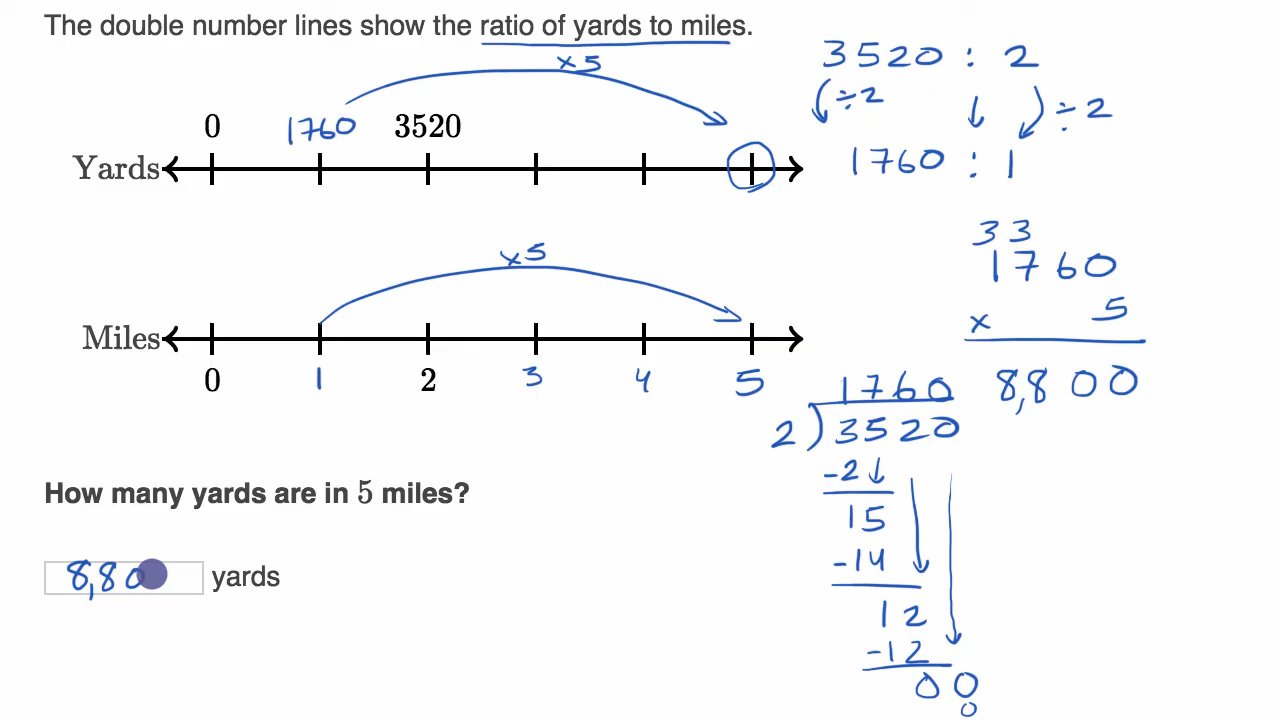 The double number lines show the ratio of yards to miles.
×5
0 1760 3520
Yards
×5
Miles
0 1 2 3 4 5
How many yards are in 5 miles?
8,80 yards
3520 : 2
÷2 ÷2
1760 : 1
33
1760
× 5
8,800
1760
2)3520
-2
15
-14
12
-12
00
0